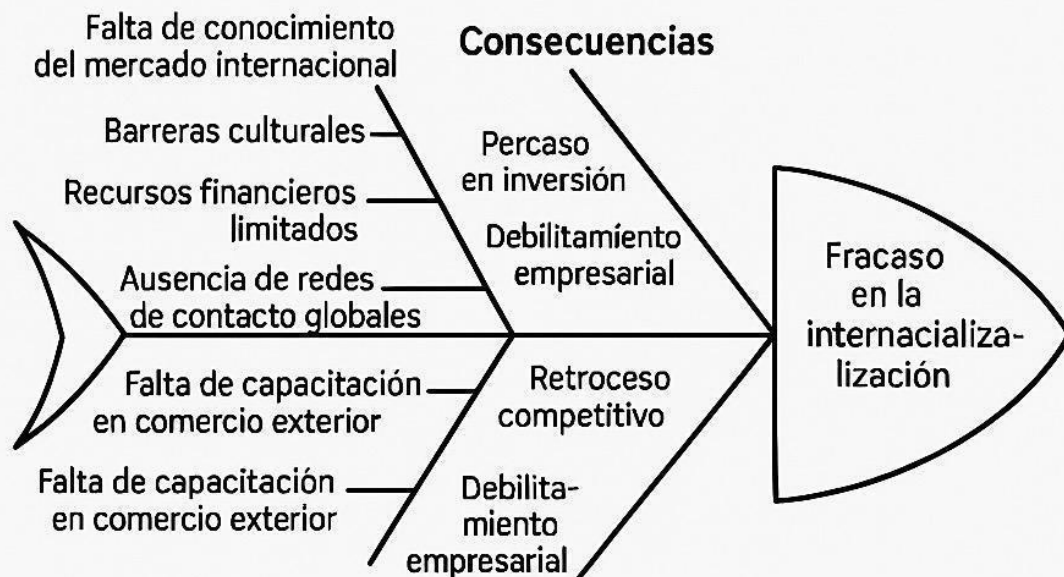 Falta de conocimiento
del mercado internacional
Barreras culturales
Recursos financieros
limitados
Ausencia de redes
de contacto globales
Falta de capacitación
en comercio exterior
Falta de capacitación
en comercio exterior
Consecuencias
Percaso
en inversión
Debilitamiento
empresarial
Retroceso
competitivo
Debilita-
miento
empresarial
Fracaso
en la
internacializa-
lización